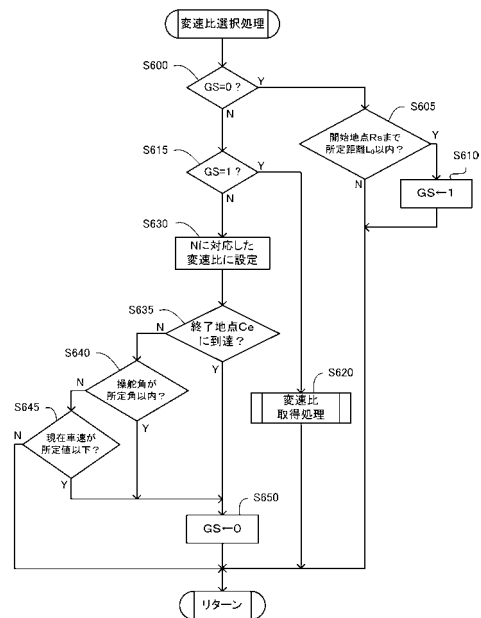 変速比選択処理
S600
GS=0？
Y
N
S605
開始地点Rsまで
所定距離L₀以内？
Y
N
S610
GS←1
S615
GS=1？
Y
N
S630
Nに対応した
変速比に設定
S635
終了地点Ce
に到達？
N
Y
S640
操舵角が
所定角以内？
N
Y
S645
現在車速が
所定値以下？
N
Y
S620
変速比
取得処理
S650
GS←0
リターン